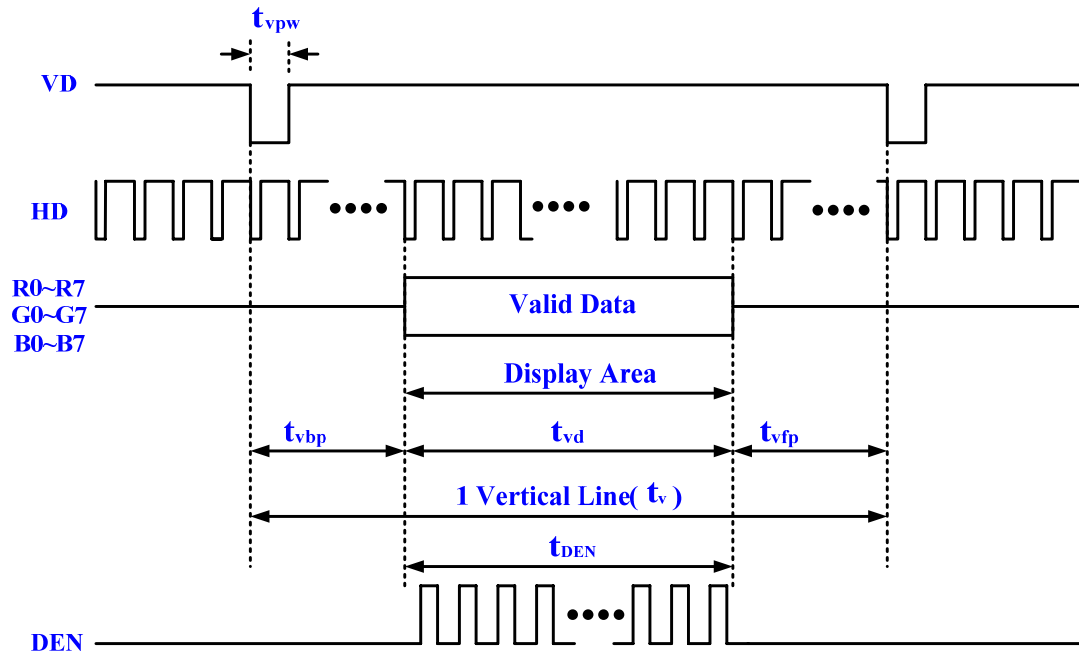 tvpw
VD
HD
R0~R7
G0~G7
B0~B7
Valid Data
Display Area
tvbp
tvd
tvfp
1 Vertical Line( tv )
tDEN
DEN